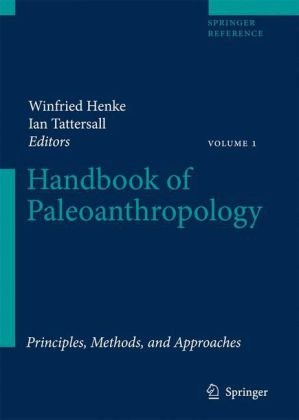 SPRINGER
REFERENCE
Winfried Henke
Ian Tattersall
Editors
VOLUME 1
Handbook of
Paleoanthropology
Principles, Methods, and Approaches
Springer